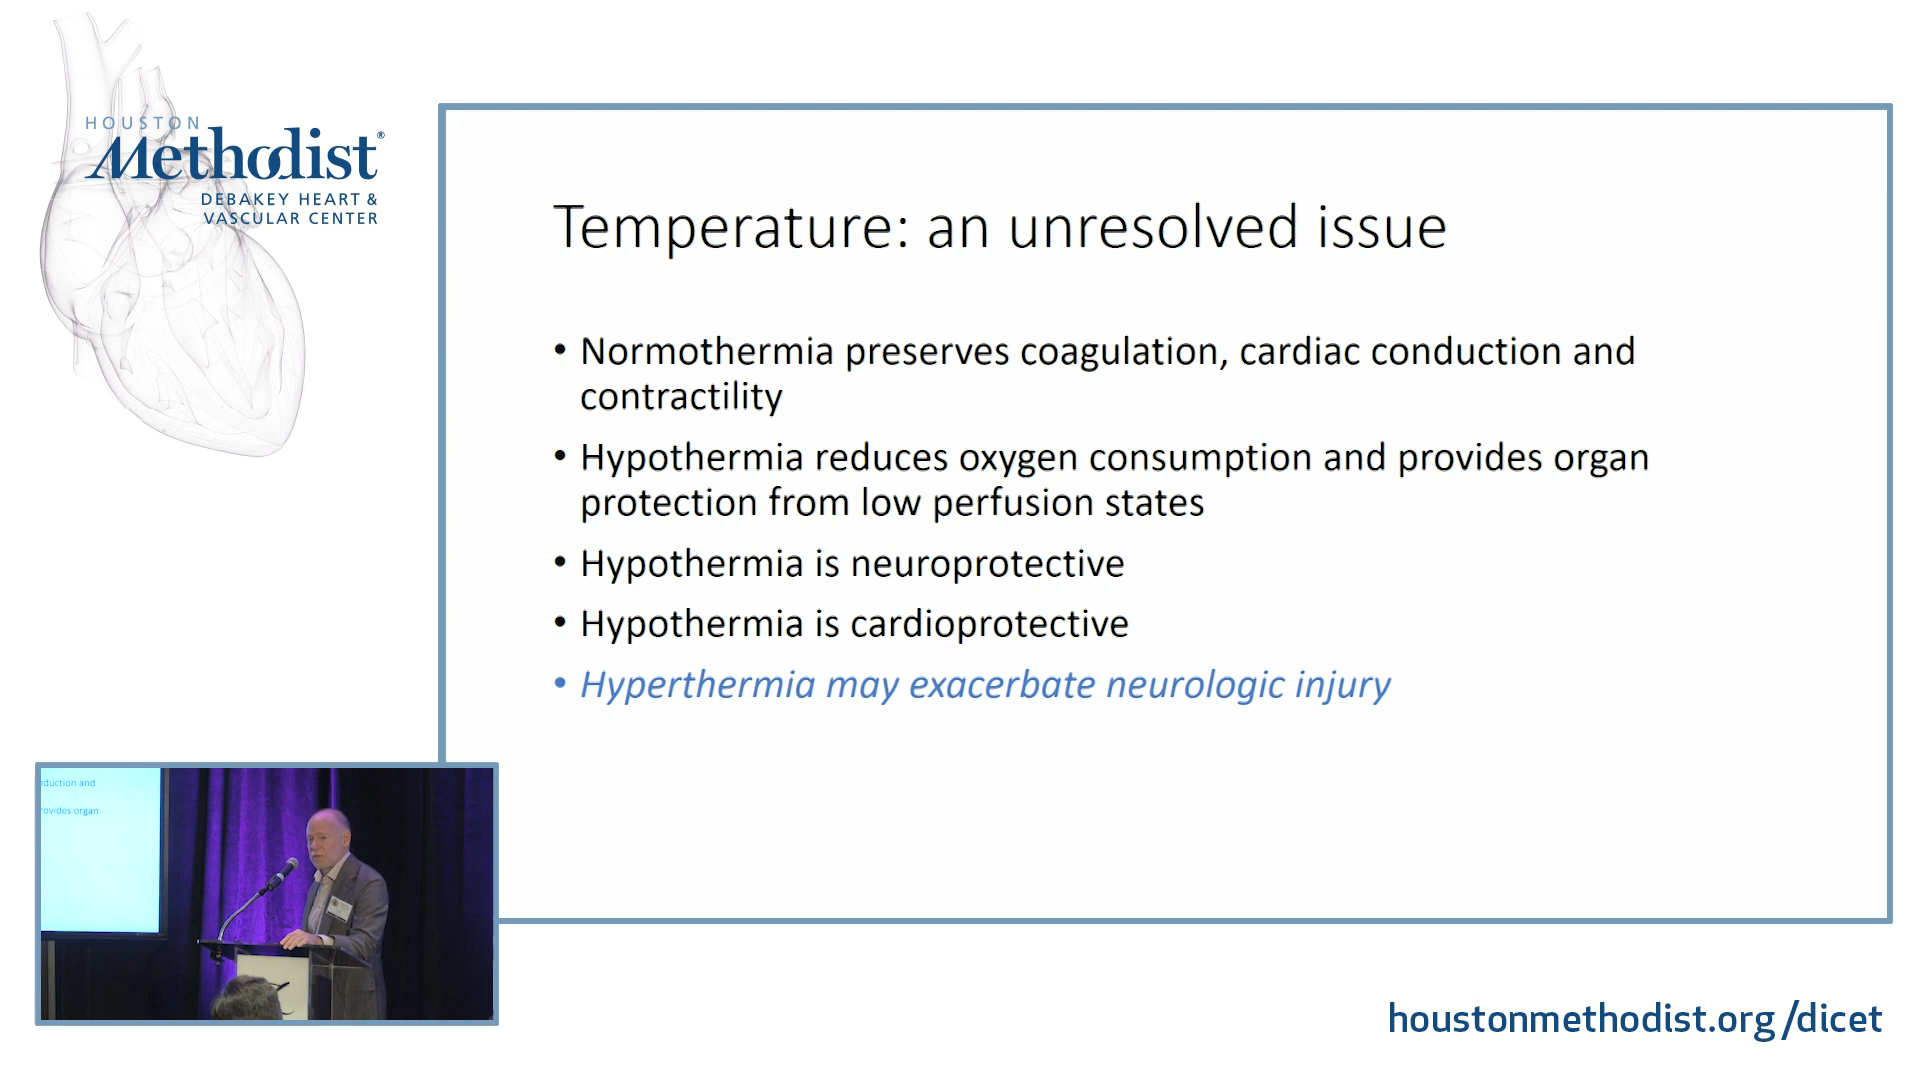 HOUSTON
Methodist®
DEBAKEY HEART &
VASCULAR CENTER
Temperature: an unresolved issue
• Normothermia preserves coagulation, cardiac conduction and
contractility
• Hypothermia reduces oxygen consumption and provides organ
protection from low perfusion states
• Hypothermia is neuroprotective
• Hypothermia is cardioprotective
• Hyperthermia may exacerbate neurologic injury
duction and
rovides organ
houstonmethodist.org/dicet